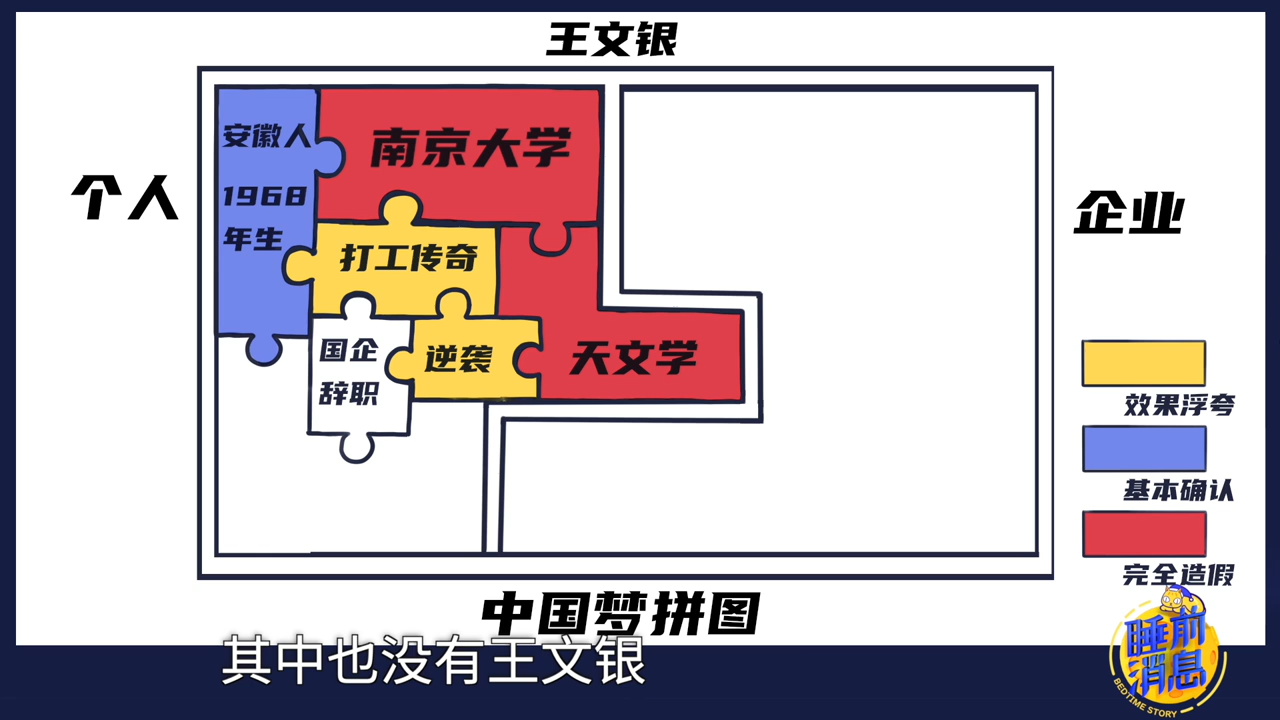 王文银
个人
企业
安徽人
1968
年生
南京大学
打工传奇
国企
辞职
逆袭
天文学
效果浮夸
基本确认
完全造假
中国梦拼图
其中也没有王文银
睡前
消息
BEDTIME STORY